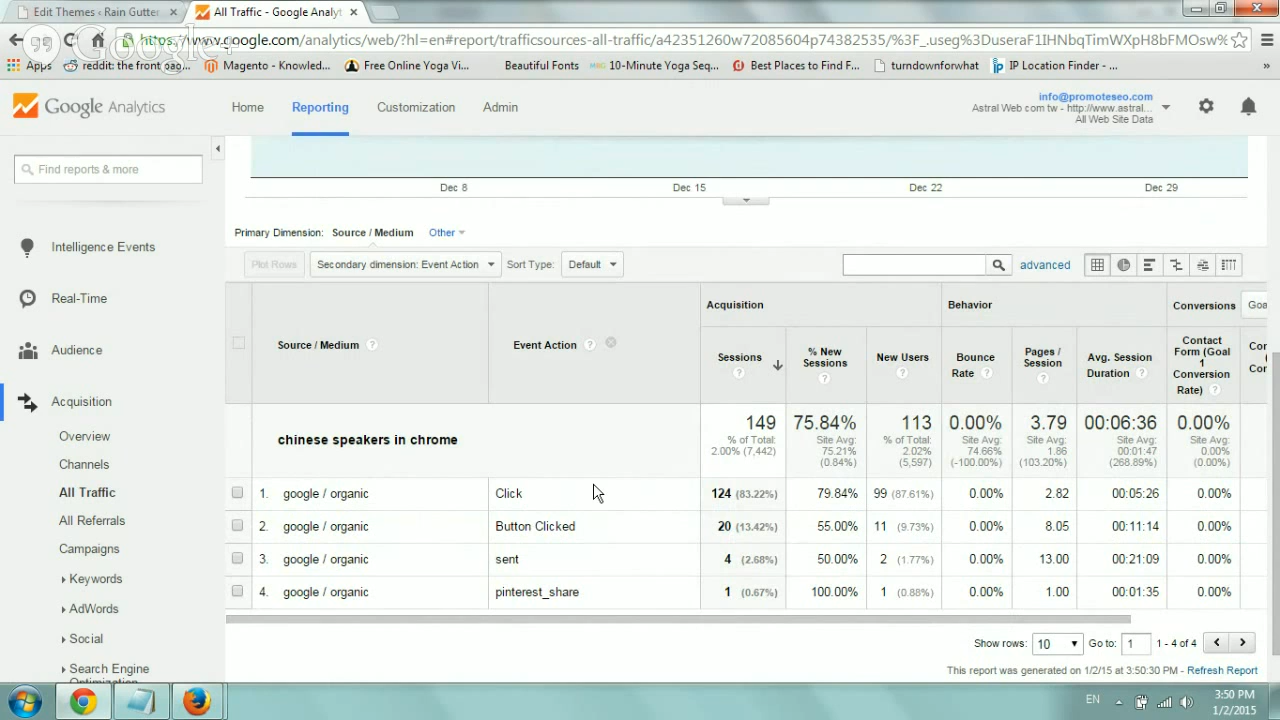 Edit Themes ‹ Rain Gutter
All Traffic - Google Analyt
Google+
https://www.google.com/analytics/web/?hl=en#report/trafficsources-all-traffic/a42351260w72085604p74382535/%3F_.useg%3DuseraF1IHNbqTimWXpH8bFMOsw%
Apps
reddit: the front pag...
Magento - Knowled...
Free Online Yoga Vi...
Beautiful Fonts
10-Minute Yoga Seq...
Best Places to Find F...
turndownforwhat
IP Location Finder - ...
»
Google Analytics
Home
Reporting
Customization
Admin
info@promoteseo.com
Astral Web com tw - http://www.astral...
All Web Site Data
Find reports & more
Intelligence Events
Real-Time
Audience
Acquisition
Overview
Channels
All Traffic
All Referrals
Campaigns
Keywords
AdWords
Social
Search Engine
Optimization
Dec 8
Dec 15
Dec 22
Dec 29
Primary Dimension: Source / Medium Other
Plot Rows
Secondary dimension: Event Action
Sort Type: Default
advanced
Source / Medium ?
Event Action ?
Acquisition
Behavior
Conversions
Goa
Sessions ?
% New Sessions ?
New Users ?
Bounce Rate ?
Pages / Session ?
Avg. Session Duration ?
Contact Form (Goal 1 Conversion Rate) ?
chinese speakers in chrome
149
% of Total: 2.00% (7,442)
75.84%
Site Avg: 75.21% (0.84%)
113
% of Total: 2.02% (5,597)
0.00%
Site Avg: 74.66% (-100.00%)
3.79
Site Avg: 1.86 (103.20%)
00:06:36
Site Avg: 00:01:47 (268.89%)
0.00%
Site Avg: 0.00% (0.00%)
1. google / organic Click 124 (83.22%) 79.84% 99 (87.61%) 0.00% 2.82 00:05:26 0.00%
2. google / organic Button Clicked 20 (13.42%) 55.00% 11 (9.73%) 0.00% 8.05 00:11:14 0.00%
3. google / organic sent 4 (2.68%) 50.00% 2 (1.77%) 0.00% 13.00 00:21:09 0.00%
4. google / organic pinterest_share 1 (0.67%) 100.00% 1 (0.88%) 0.00% 1.00 00:01:35 0.00%
Show rows: 10 Go to: 1 1 - 4 of 4
This report was generated on 1/2/15 at 3:50:30 PM - Refresh Report
EN
3:50 PM
1/2/2015